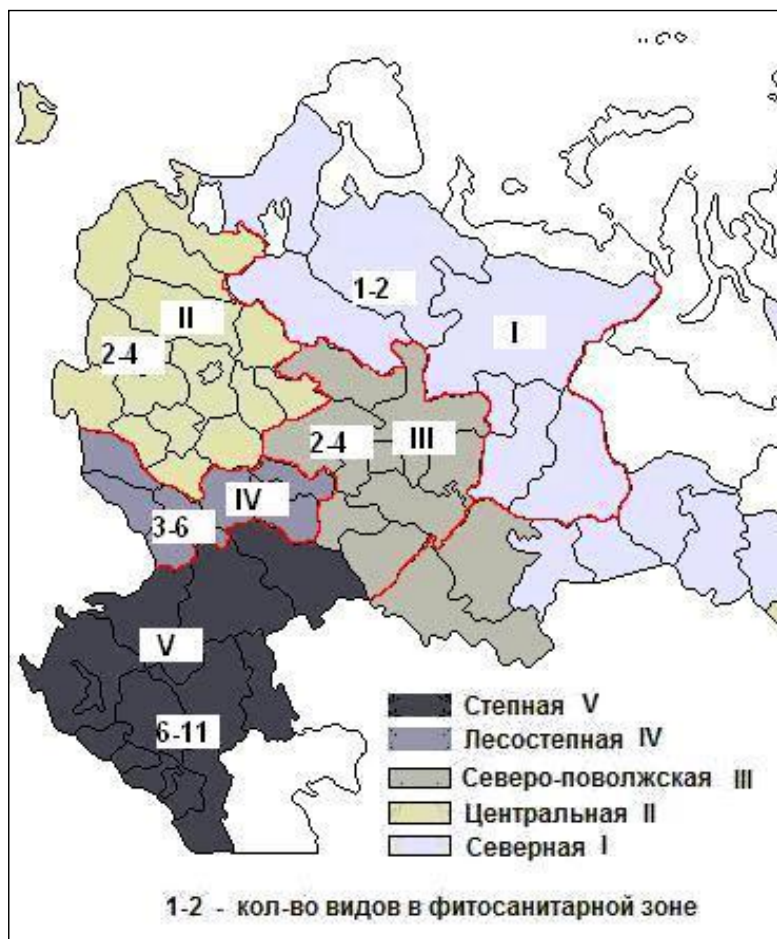 1-2
I
II
2-4
2-4 III
IV
3-6
V
6-11
Степная V
Лесостепная IV
Северо-поволжская III
Центральная II
Северная I
1-2 - кол-во видов в фитосанитарной зоне